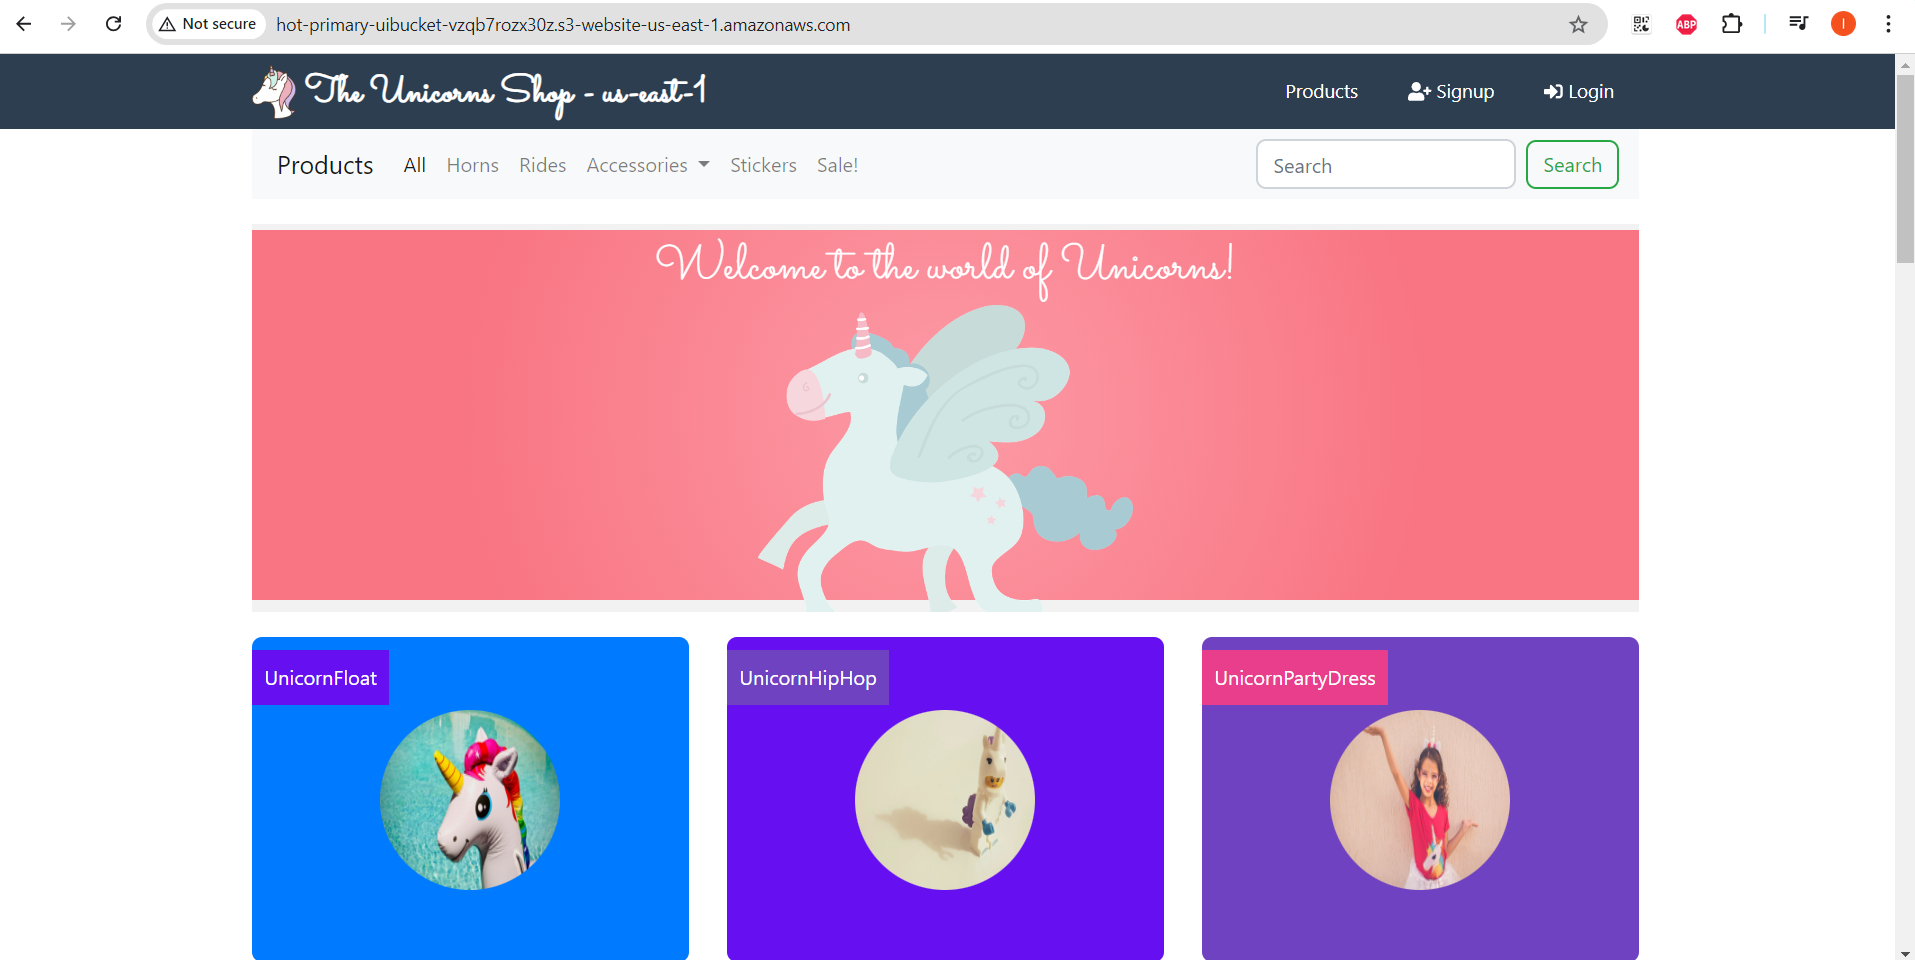 Not secure hot-primary-uibucket-vzqb7rozx30z.s3-website-us-east-1.amazonaws.com ABP I
The Unicorns Shop - us-east-1 Products Signup Login
Products All Horns Rides Accessories Stickers Sale! Search Search
Welcome to the world of Unicorns!
UnicornFloat UnicornHipHop UnicornPartyDress